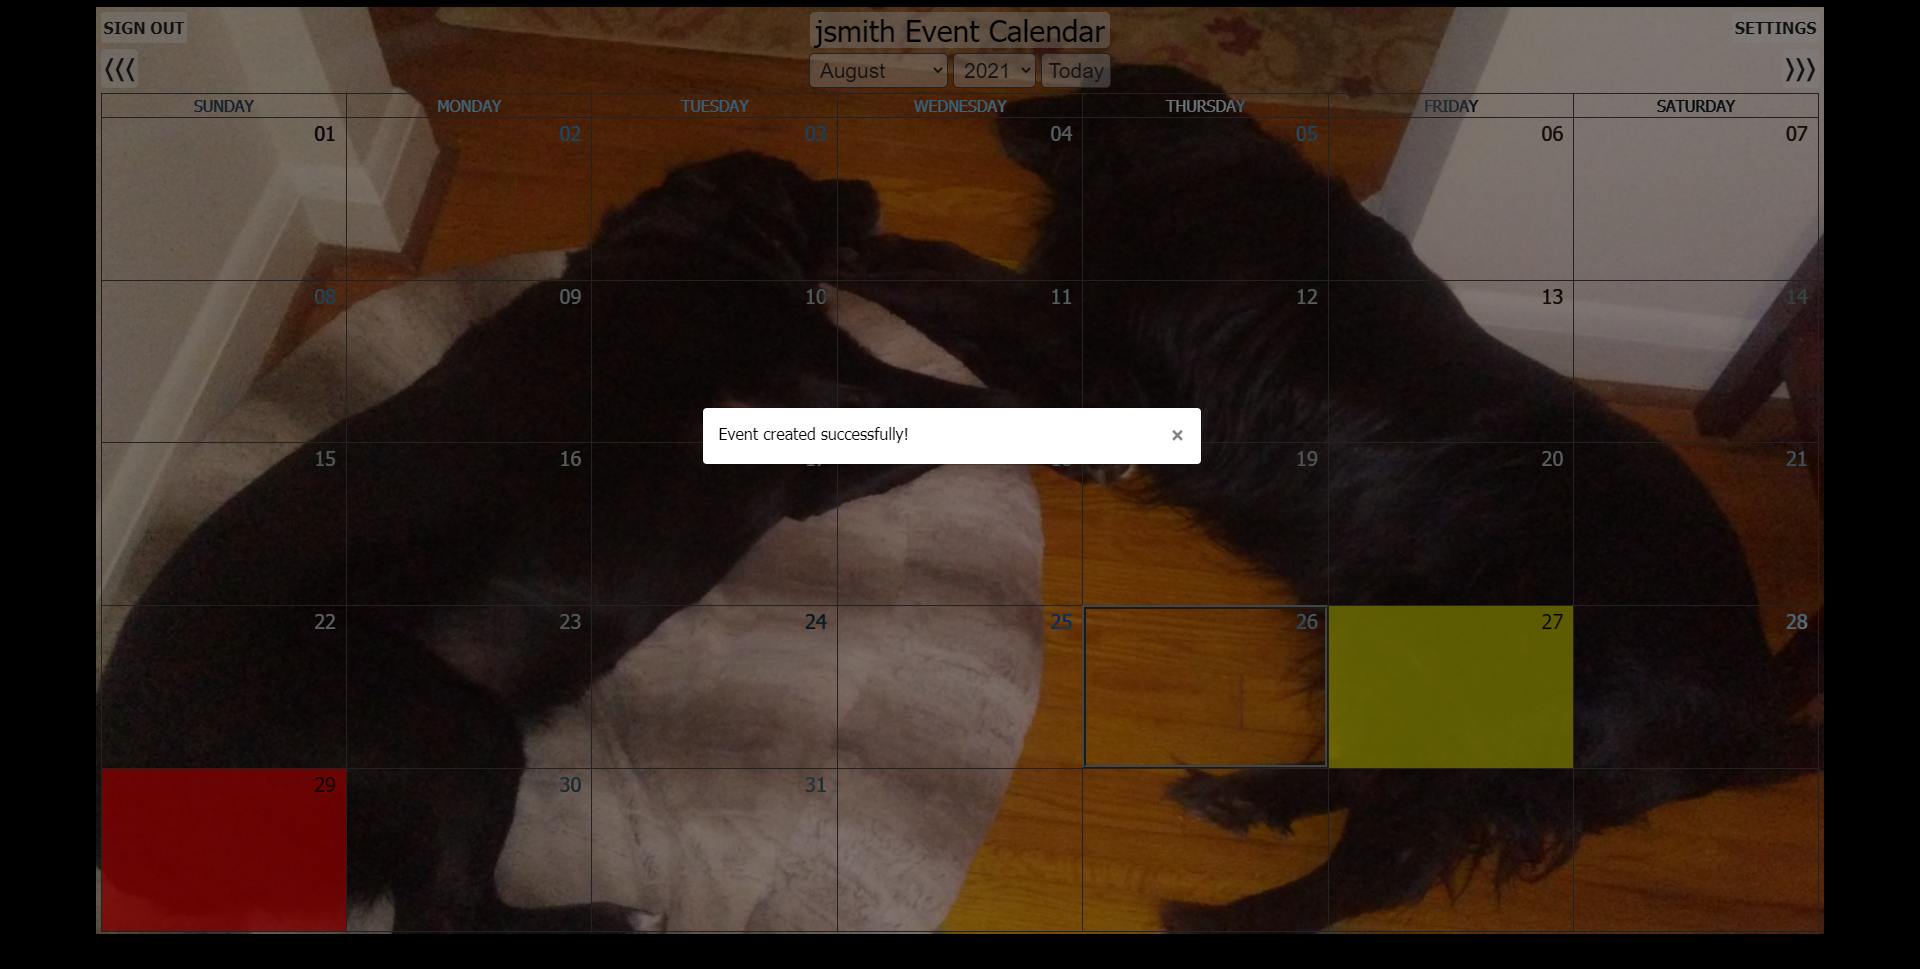 SIGN OUT
jsmith Event Calendar
SETTINGS
⟨⟨⟨
August 2021 Today
⟩⟩⟩
SUNDAY MONDAY TUESDAY WEDNESDAY THURSDAY FRIDAY SATURDAY
01 02 03 04 05 06 07
08 09 10 11 12 13 14
Event created successfully! ×
15 16 19 20 21
22 23 24 25 26 27 28
29 30 31